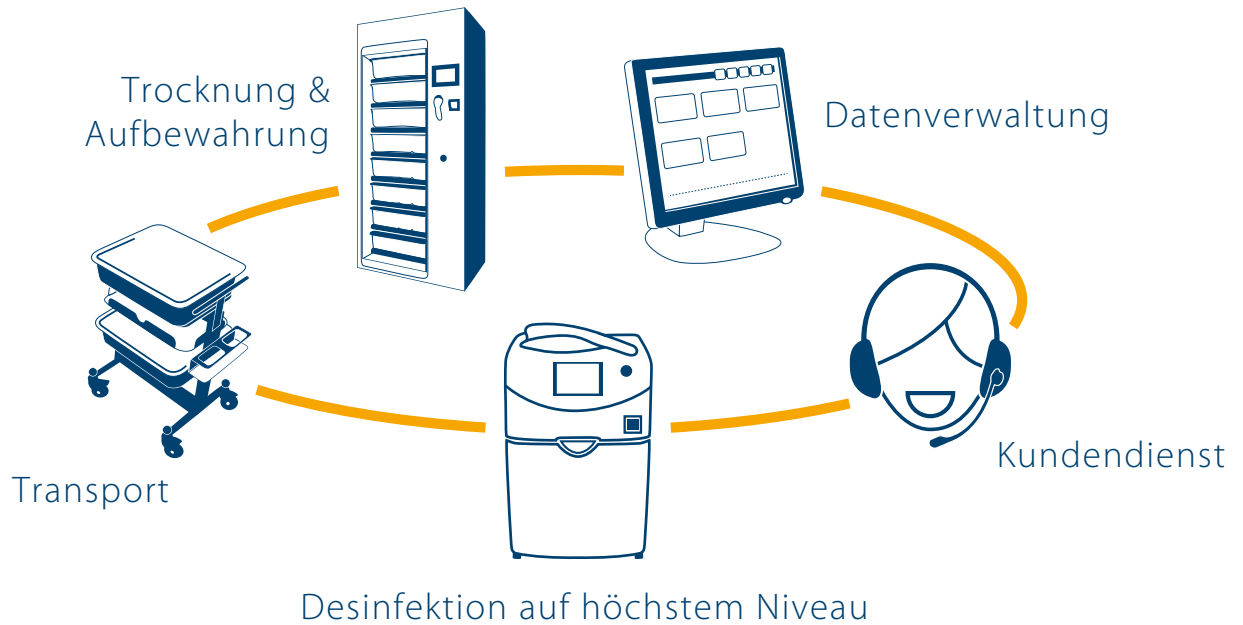 Trocknung &
Aufbewahrung
Datenverwaltung
Kundendienst
Transport
Desinfektion auf höchstem Niveau